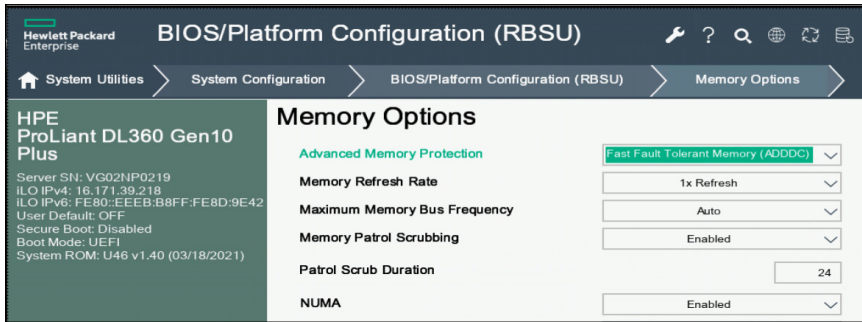 Hewlett Packard
Enterprise
BIOS/Platform Configuration (RBSU)
System Utilities
System Configuration
BIOS/Platform Configuration (RBSU)
Memory Options
HPE
ProLiant DL360 Gen10
Plus
Server SN: VG02NP0219
iLO IPv4: 16.171.39.218
iLO IPv6: FE80::EEEB:B8FF:FE8D:9E42
User Default: OFF
Secure Boot: Disabled
Boot Mode: UEFI
System ROM: U46 v1.40 (03/18/2021)
Memory Options
Advanced Memory Protection Fast Fault Tolerant Memory (ADDDC)
Memory Refresh Rate 1x Refresh
Maximum Memory Bus Frequency Auto
Memory Patrol Scrubbing Enabled
Patrol Scrub Duration 24
NUMA Enabled